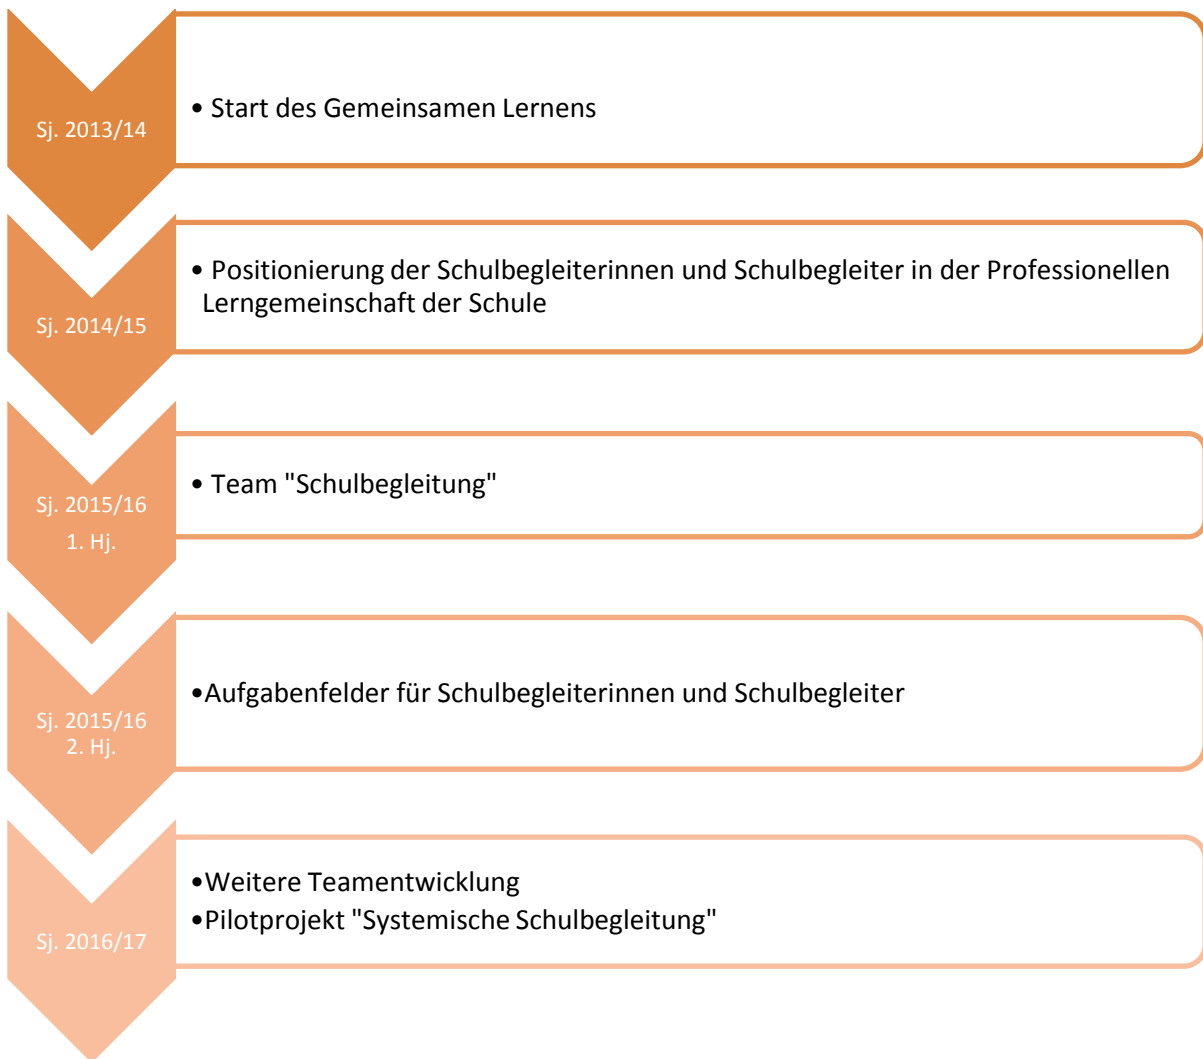 Sj. 2013/14
• Start des Gemeinsamen Lernens
Sj. 2014/15
• Positionierung der Schulbegleiterinnen und Schulbegleiter in der Professionellen
Lerngemeinschaft der Schule
Sj. 2015/16
1. Hj.
• Team "Schulbegleitung"
Sj. 2015/16
2. Hj.
•Aufgabenfelder für Schulbegleiterinnen und Schulbegleiter
Sj. 2016/17
•Weitere Teamentwicklung
•Pilotprojekt "Systemische Schulbegleitung"